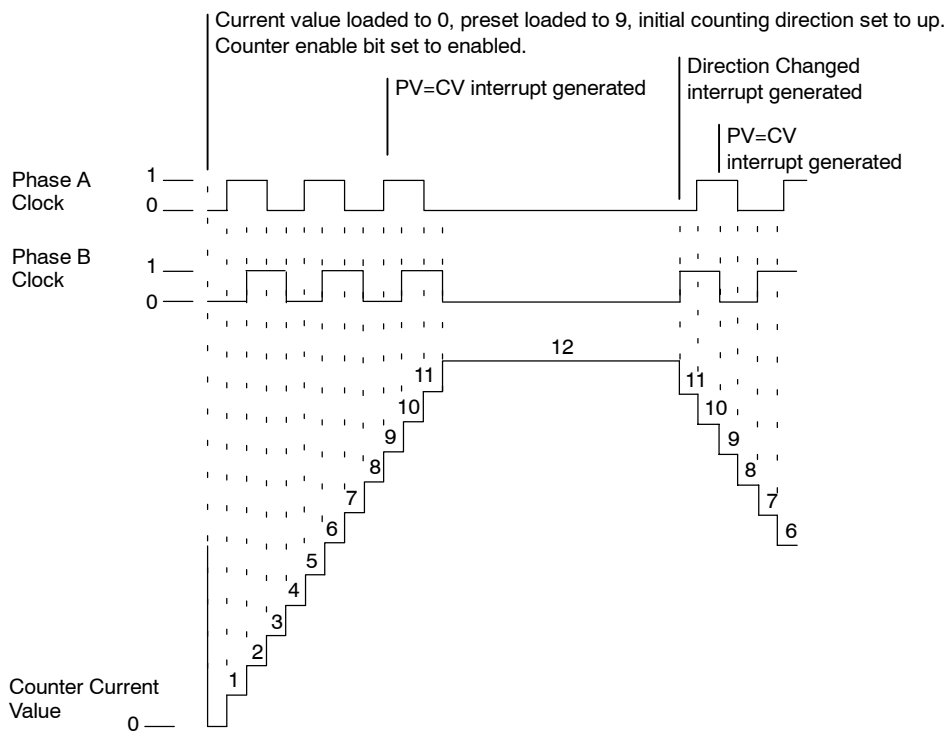 Current value loaded to 0, preset loaded to 9, initial counting direction set to up.
Counter enable bit set to enabled.
PV=CV interrupt generated
Direction Changed
interrupt generated
PV=CV
interrupt generated
Phase A
Clock
1
0
Phase B
Clock
1
0
12
11
11
10
10
9
9
8
8
7
7
6
6
5
4
3
2
1
Counter Current
Value
0